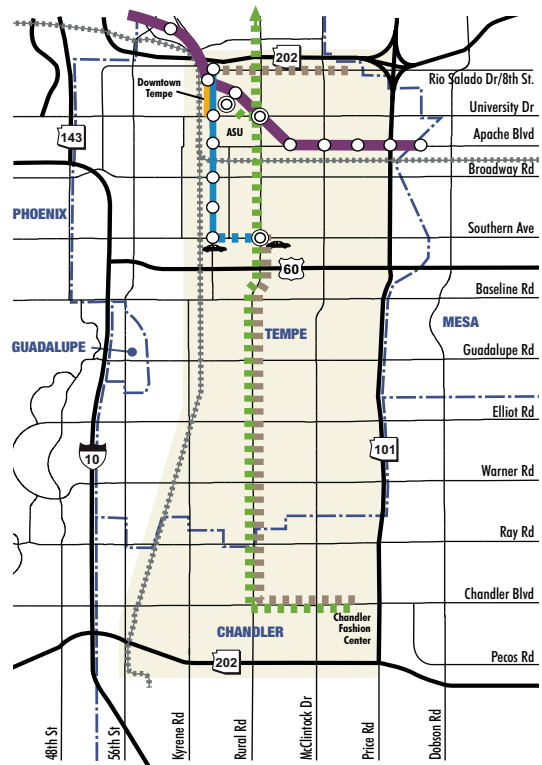 202
Rio Salado Dr/8th St.
Downtown
Tempe
University Dr
143
ASU
Apache Blvd
Broadway Rd
PHOENIX
Southern Ave
60
Baseline Rd
TEMPE
MESA
GUADALUPE
Guadalupe Rd
Elliot Rd
10
101
Warner Rd
Ray Rd
Chandler Blvd
CHANDLER
Chandler
Fashion
Center
202
Pecos Rd
48th St
56th St
Kyrene Rd
Rural Rd
McClintock Dr
Price Rd
Dobson Rd